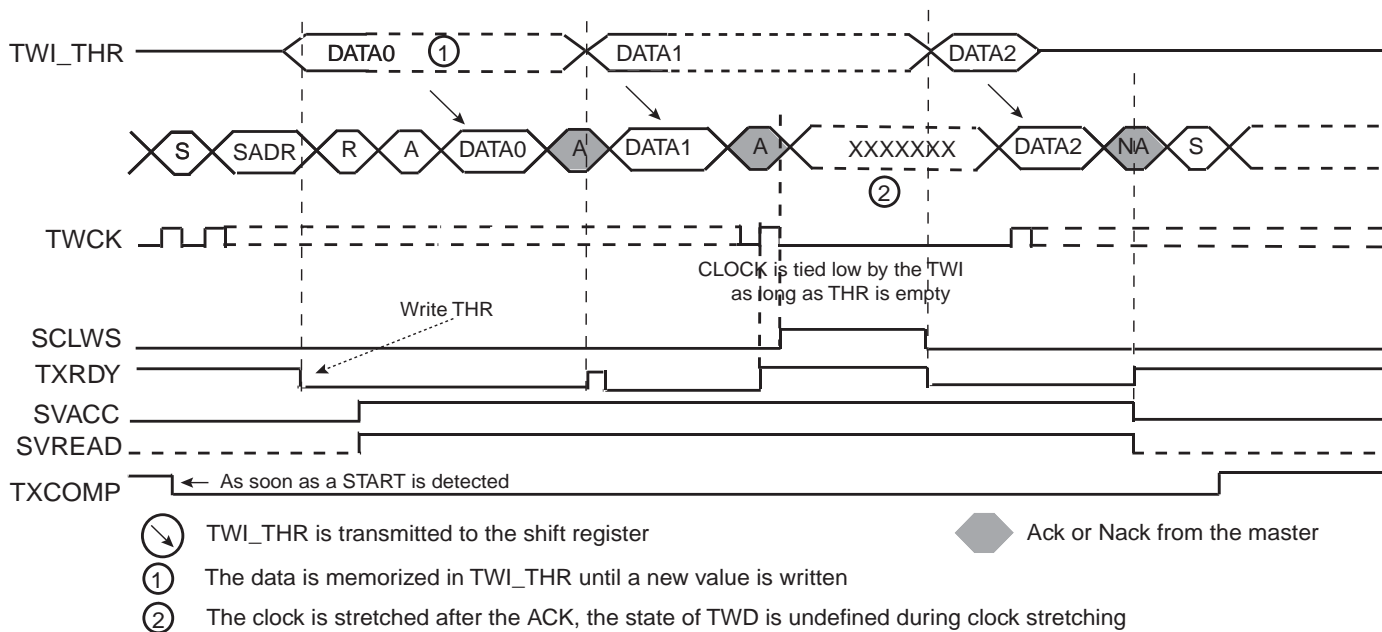 TWI_THR DATA0 1 DATA1 DATA2
S SADR R A DATA0 A DATA1 A XXXXXXX DATA2 NA S
2
TWCK
CLOCK is tied low by the TWI
as long as THR is empty
Write THR
SCLWS
TXRDY
SVACC
SVREAD
TXCOMP As soon as a START is detected
TWI_THR is transmitted to the shift register Ack or Nack from the master
1 The data is memorized in TWI_THR until a new value is written
2 The clock is stretched after the ACK, the state of TWD is undefined during clock stretching